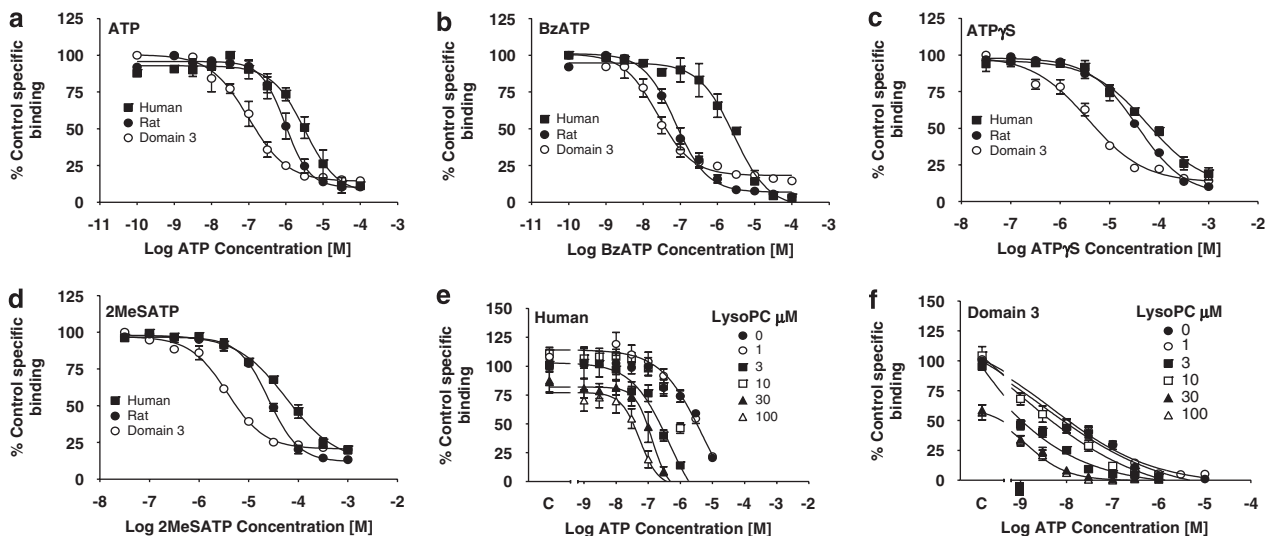 a
ATP
% Control specific
binding
125
100
75
50
25
0
Human
Rat
Domain 3
-11 -10 -9 -8 -7 -6 -5 -4 -3
Log ATP Concentration [M]
b
BzATP
% Control specific
binding
125
100
75
50
25
0
Human
Rat
Domain 3
-11 -10 -9 -8 -7 -6 -5 -4 -3
Log BzATP Concentration [M]
c
ATPγS
% Control specific
binding
125
100
75
50
25
0
Human
Rat
Domain 3
-8 -7 -6 -5 -4 -3 -2
Log ATPγS Concentration [M]
d
2MeSATP
% Control specific
binding
125
100
75
50
25
0
Human
Rat
Domain 3
-8 -7 -6 -5 -4 -3 -2
Log 2MeSATP Concentration [M]
e
Human
% Control specific
binding
150
125
100
75
50
25
0
LysoPC μM
0
1
3
10
30
100
C -9 -8 -7 -6 -5 -4
Log ATP Concentration [M]
f
Domain 3
% Control specific
binding
150
125
100
75
50
25
0
LysoPC μM
0
1
3
10
30
100
C -9 -8 -7 -6 -5 -4
Log ATP Concentration [M]